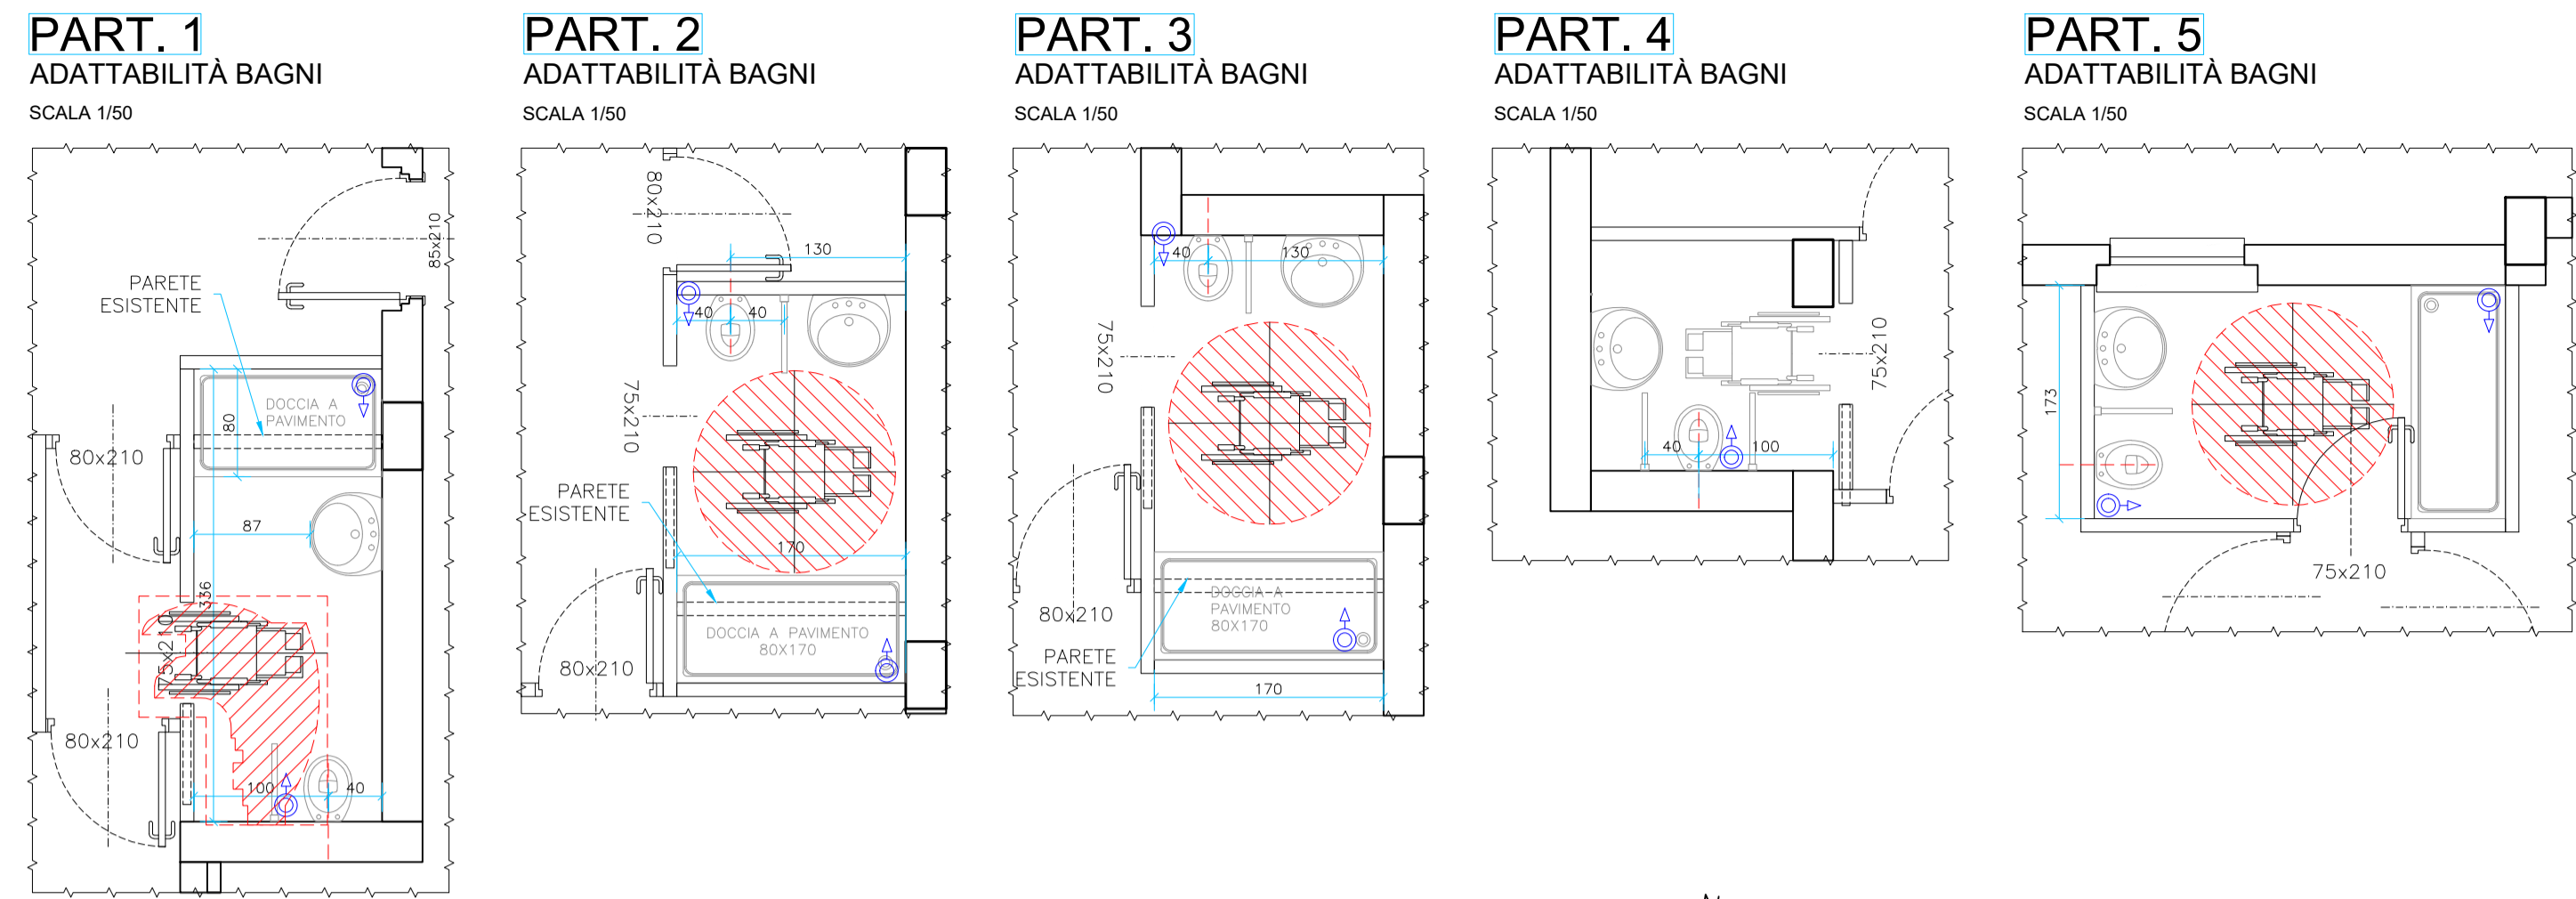 PART. 1
ADATTABILITÀ BAGNI
SCALA 1/50
85x210
PARETE
ESISTENTE
DOCCIA A
PAVIMENTO
80
80x210
87
336
75x210
80x210
100
40
PART. 2
ADATTABILITÀ BAGNI
SCALA 1/50
80x210
130
40
40
75x210
PARETE
ESISTENTE
170
DOCCIA A PAVIMENTO
80X170
80x210
PART. 3
ADATTABILITÀ BAGNI
SCALA 1/50
40
130
75x210
80x210
DOCCIA A
PAVIMENTO
80X170
PARETE
ESISTENTE
170
PART. 4
ADATTABILITÀ BAGNI
SCALA 1/50
75x210
40
100
PART. 5
ADATTABILITÀ BAGNI
SCALA 1/50
173
75x210